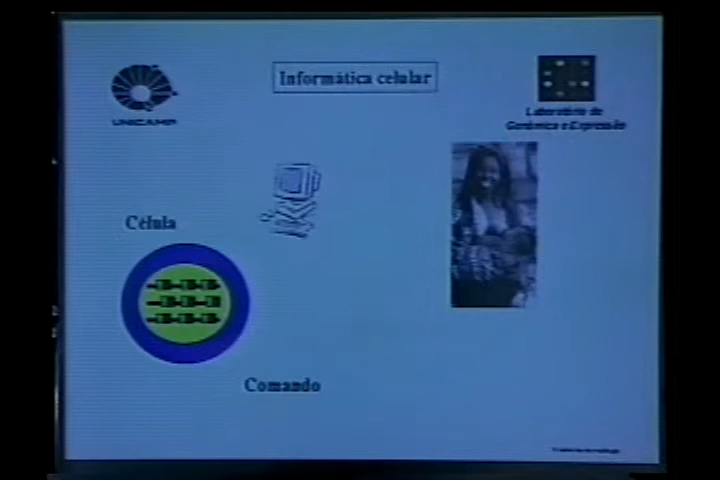 Informática celular
UNICAMP
Laboratório de
Genômica e Expressão
Célula
Comando